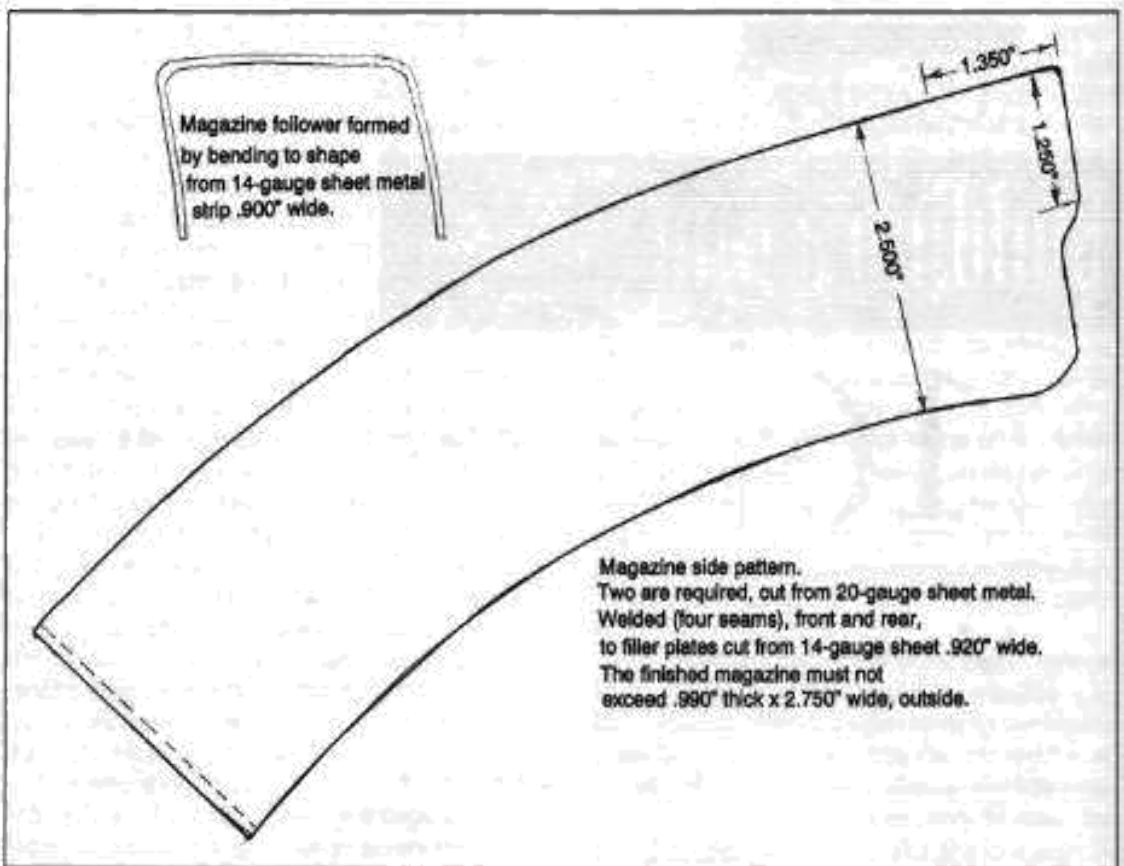 1.350"
Magazine follower formed
by bending to shape
from 14-gauge sheet metal
strip .900" wide.
1.250"
2.500"
Magazine side pattern.
Two are required, cut from 20-gauge sheet metal.
Welded (four seams), front and rear,
to filler plates cut from 14-gauge sheet .920" wide.
The finished magazine must not
exceed .990" thick x 2.750" wide, outside.